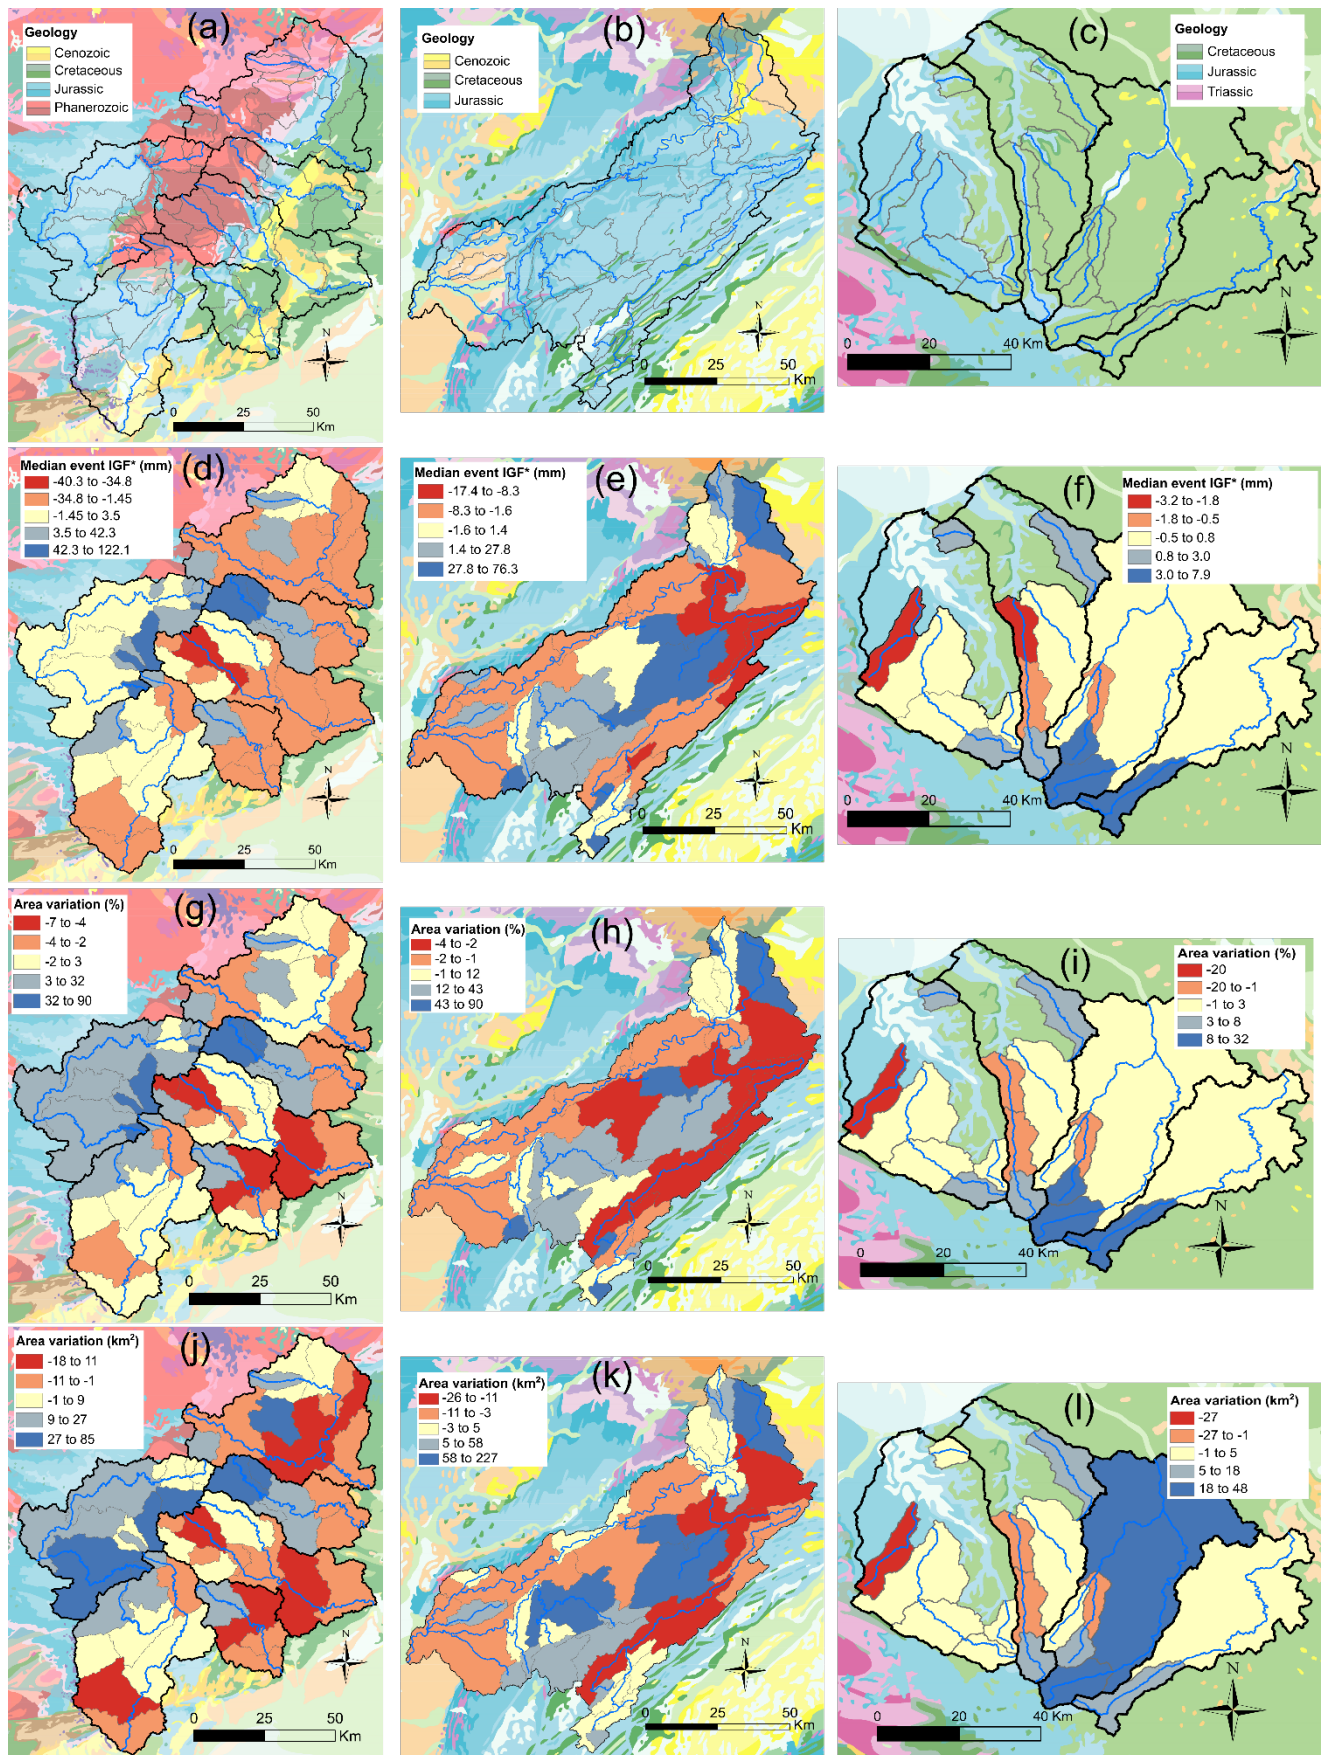 (a)
Geology
Cenozoic
Cretaceous
Jurassic
Phanerozoic
N
0 25 50
Km
(b)
Geology
Cenozoic
Cretaceous
Jurassic
N
0 25 50
Km
(c)
Geology
Cretaceous
Jurassic
Triassic
N
0 20 40 Km
(d)
Median event IGF* (mm)
-40.3 to -34.8
-34.8 to -1.45
-1.45 to 3.5
3.5 to 42.3
42.3 to 122.1
N
0 25 50
Km
(e)
Median event IGF* (mm)
-17.4 to -8.3
-8.3 to -1.6
-1.6 to 1.4
1.4 to 27.8
27.8 to 76.3
N
0 25 50
Km
(f)
Median event IGF* (mm)
-3.2 to -1.8
-1.8 to -0.5
-0.5 to 0.8
0.8 to 3.0
3.0 to 7.9
N
0 20 40 Km
(g)
Area variation (%)
-7 to -4
-4 to -2
-2 to 3
3 to 32
32 to 90
N
0 25 50
Km
(h)
Area variation (%)
-4 to -2
-2 to -1
-1 to 12
12 to 43
43 to 90
N
0 25 50
Km
(i)
Area variation (%)
-20
-20 to -1
-1 to 3
3 to 8
8 to 32
N
0 20 40 Km
(j)
Area variation (km²)
-18 to 11
-11 to -1
-1 to 9
9 to 27
27 to 85
N
0 25 50
Km
(k)
Area variation (km²)
-26 to -11
-11 to -3
-3 to 5
5 to 58
58 to 227
N
0 25 50
Km
(l)
Area variation (km²)
-27
-27 to -1
-1 to 5
5 to 18
18 to 48
N
0 20 40 Km